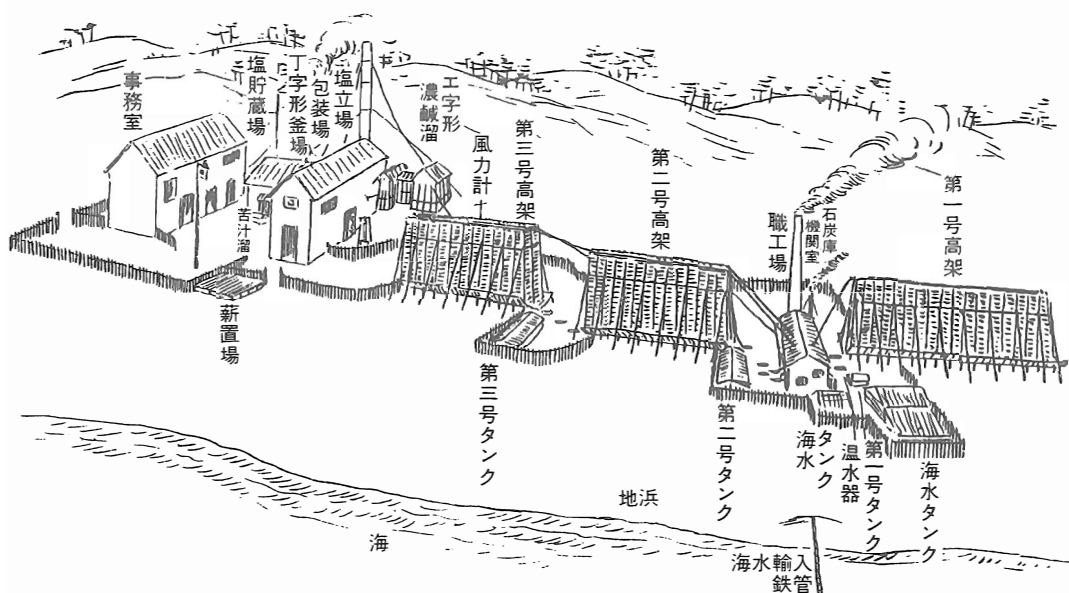 事務室
塩貯蔵場
丁字形釜場
包装場
塩立場
工字形
濃鹹溜
風力計
第三号高架
第二号高架
職工場
機関室
石炭庫
第一号高架
苦汁溜
薪置場
第三号タンク
第二号タンク
海水
タンク
温水器
第一号タンク
海水タンク
地浜
海
海水輸入
鉄管